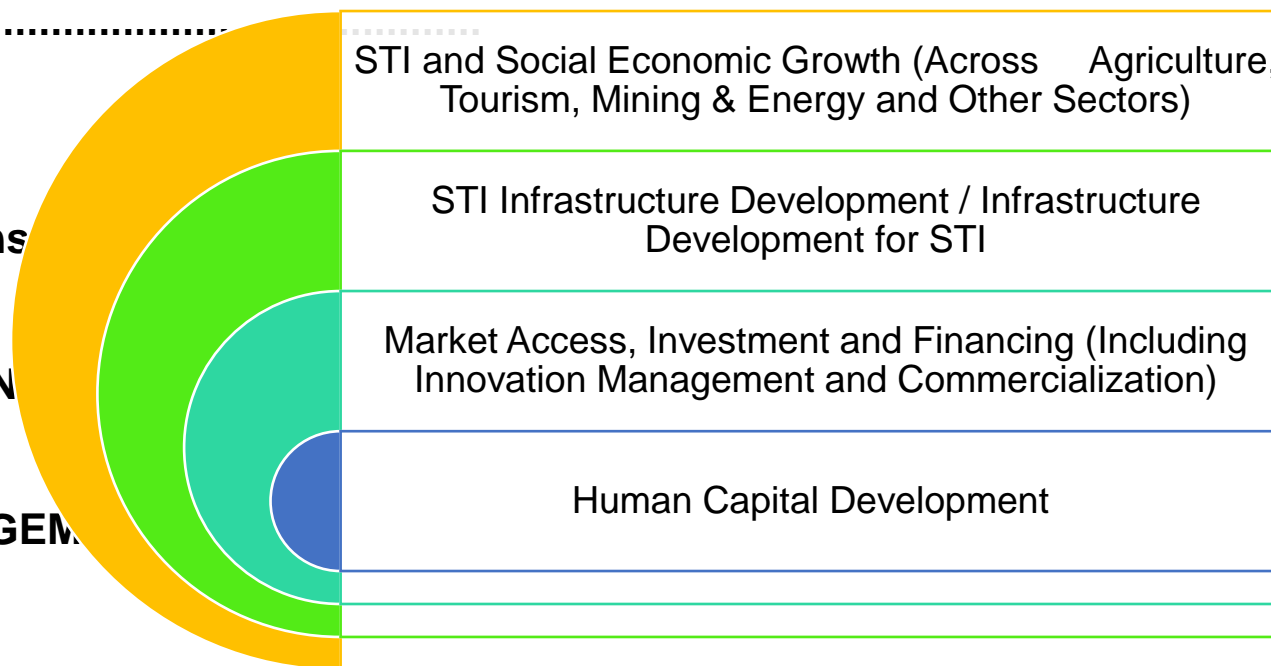 STI and Social Economic Growth (Across Agriculture,
Tourism, Mining & Energy and Other Sectors)
STI Infrastructure Development / Infrastructure
Development for STI
Market Access, Investment and Financing (Including
Innovation Management and Commercialization)
Human Capital Development